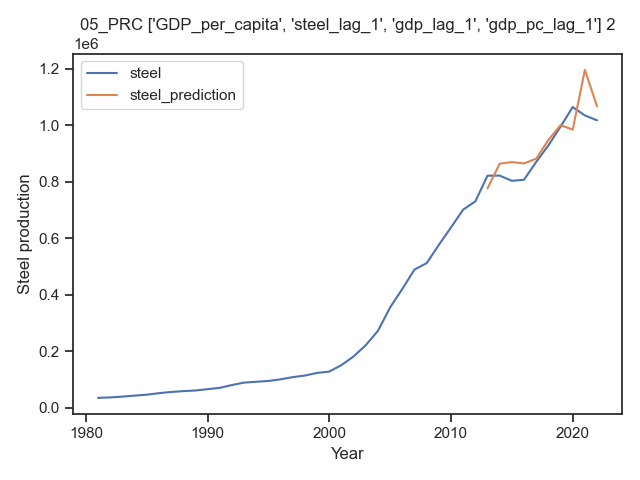 05_PRC ['GDP_per_capita', 'steel_lag_1', 'gdp_lag_1', 'gdp_pc_lag_1'] 2
1e6
steel
steel_prediction
1.2
1.0
0.8
0.6
0.4
0.2
0.0
Steel production
1980
1990
2000
2010
2020
Year